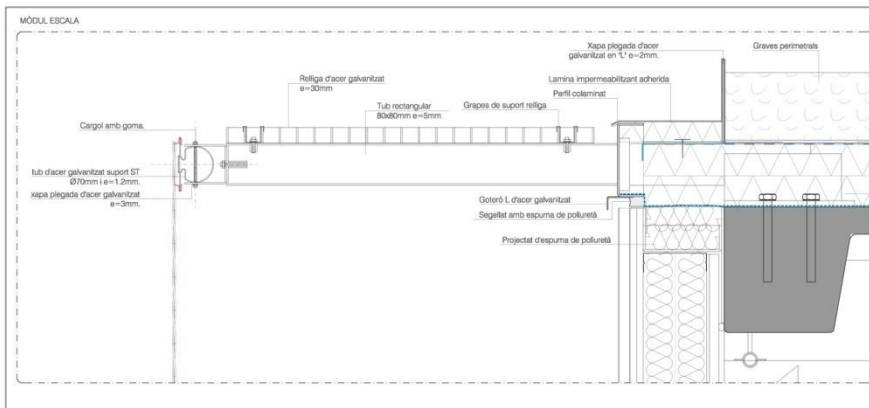 MÒDUL ESCALA
Xapa plegada d'acer
galvanitzat en "L" e=2mm.
Graves perimetrals
Relliga d'acer galvanitzat
e=30mm
Lamina impermeabilitzant adherida
Perfil colaminat
Tub rectangular
80x80mm e=5mm
Grapes de suport relliga
Cargol amb goma.
tub d'acer galvanitzat suport ST
Ø70mm i e=1.2mm.
xapa plegada d'acer galvanitzat
e=3mm.
Goteró L d'acer galvanitzat
Segellat amb espuma de poliuretà
Projectat d'espuma de poliuretà